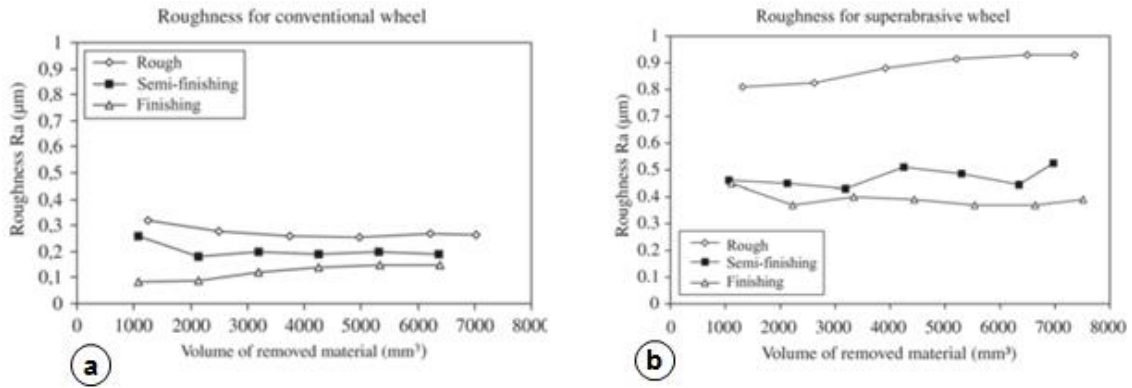 Roughness for conventional wheel
1
0,9
0,8
0,7
0,6
0,5
0,4
0,3
0,2
0,1
0
Roughness Ra (μm)
Rough
Semi-finishing
Finishing
0 1000 2000 3000 4000 5000 6000 7000 8000
Volume of removed material (mm³)
a
Roughness for superabrasive wheel
1
0.9
0.8
0.7
0.6
0.5
0.4
0.3
0.2
0.1
0
Roughness Ra (μm)
Rough
Semi-finishing
Finishing
0 1000 2000 3000 4000 5000 6000 7000 8000
Volume of removed material (mm³)
b